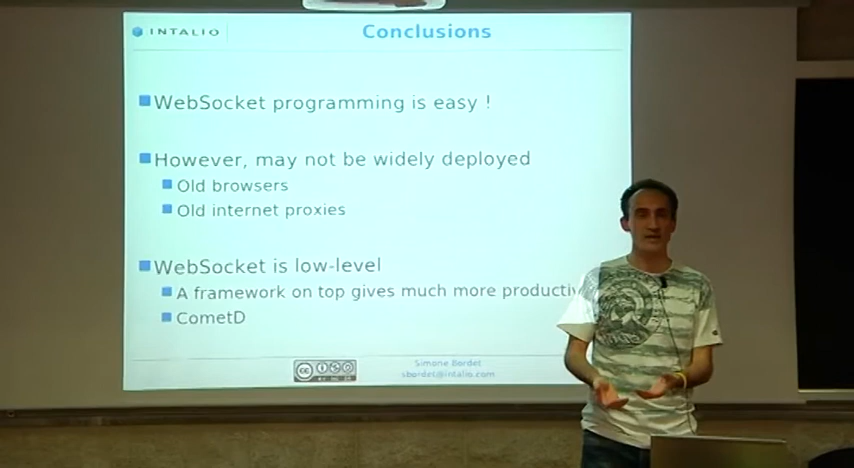 INTALIO
Conclusions
WebSocket programming is easy !
However, may not be widely deployed
Old browsers
Old internet proxies
WebSocket is low-level
A framework on top gives much more
CometD
cc
Simone Bordet
sbordet@intalio.com